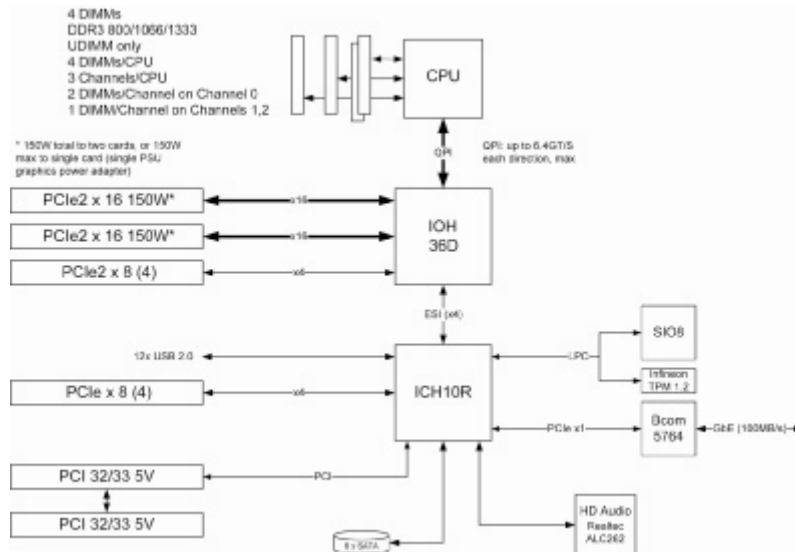 4 DIMMs
DDR3 800/1066/1333
UDIMM only
4 DIMMs/CPU
3 Channels/CPU
2 DIMMs/Channel on Channel 0
1 DIMM/Channel on Channels 1,2
CPU
* 150W total to two cards, or 150W
max to single card (single PSU
graphics power adapter)
QPI
QPI: up to 6.4GT/S
each direction, max
PCIe2 x 16 150W*
x16
IOH
36D
PCIe2 x 16 150W*
x16
PCIe2 x 8 (4)
x4
ESI (x4)
SIO8
12x USB 2.0
LPC
ICH10R
Infineon
TPM 1.2
PCIe x 8 (4)
x4
PCIe x1
Bcom
5764
GbE (100MB/s)
PCI 32/33 5V
PCI
PCI 32/33 5V
6 x SATA
HD Audio
Realtec
ALC262